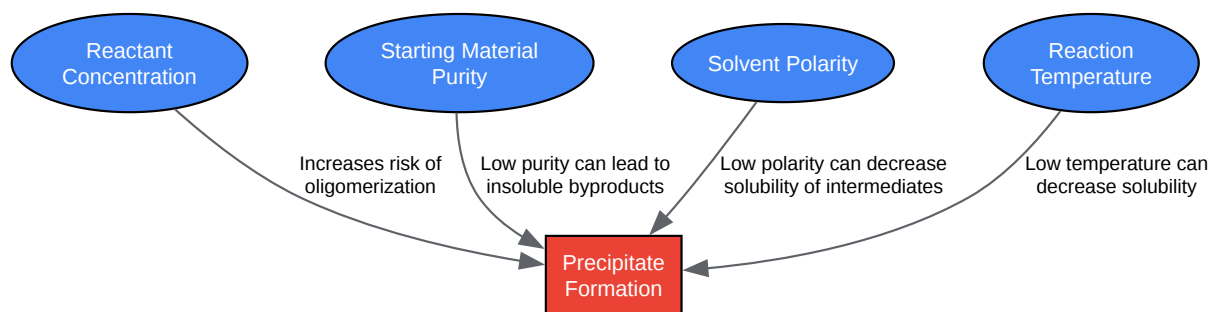 Reactant
Concentration
Starting Material
Purity
Solvent Polarity
Reaction
Temperature
Increases risk of
oligomerization
Low purity can lead to
insoluble byproducts
Low polarity can decrease
solubility of intermediates
Low temperature can
decrease solubility
Precipitate
Formation